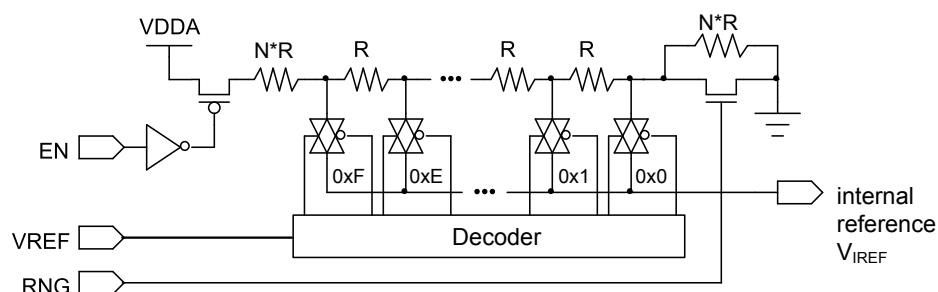 VDDA
N*R
R
R
R
N*R
EN
0xF
0xE
0x1
0x0
internal
reference
VIREF
Decoder
VREF
RNG